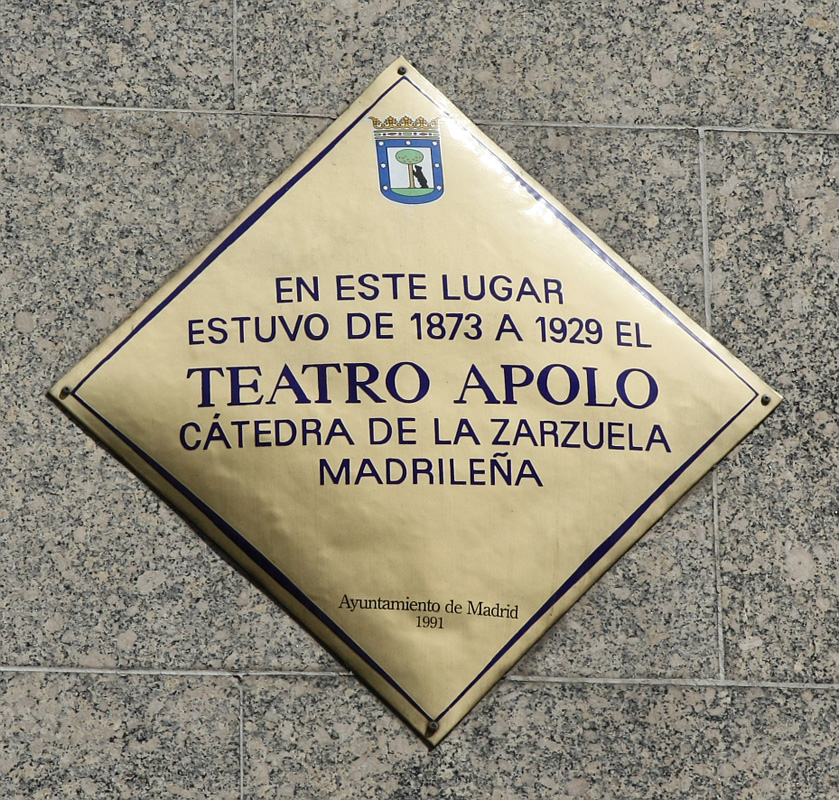 EN ESTE LUGAR
ESTUVO DE 1873 A 1929 EL
TEATRO APOLO
CÁTEDRA DE LA ZARZUELA
MADRILEÑA
Ayuntamiento de Madrid
1991